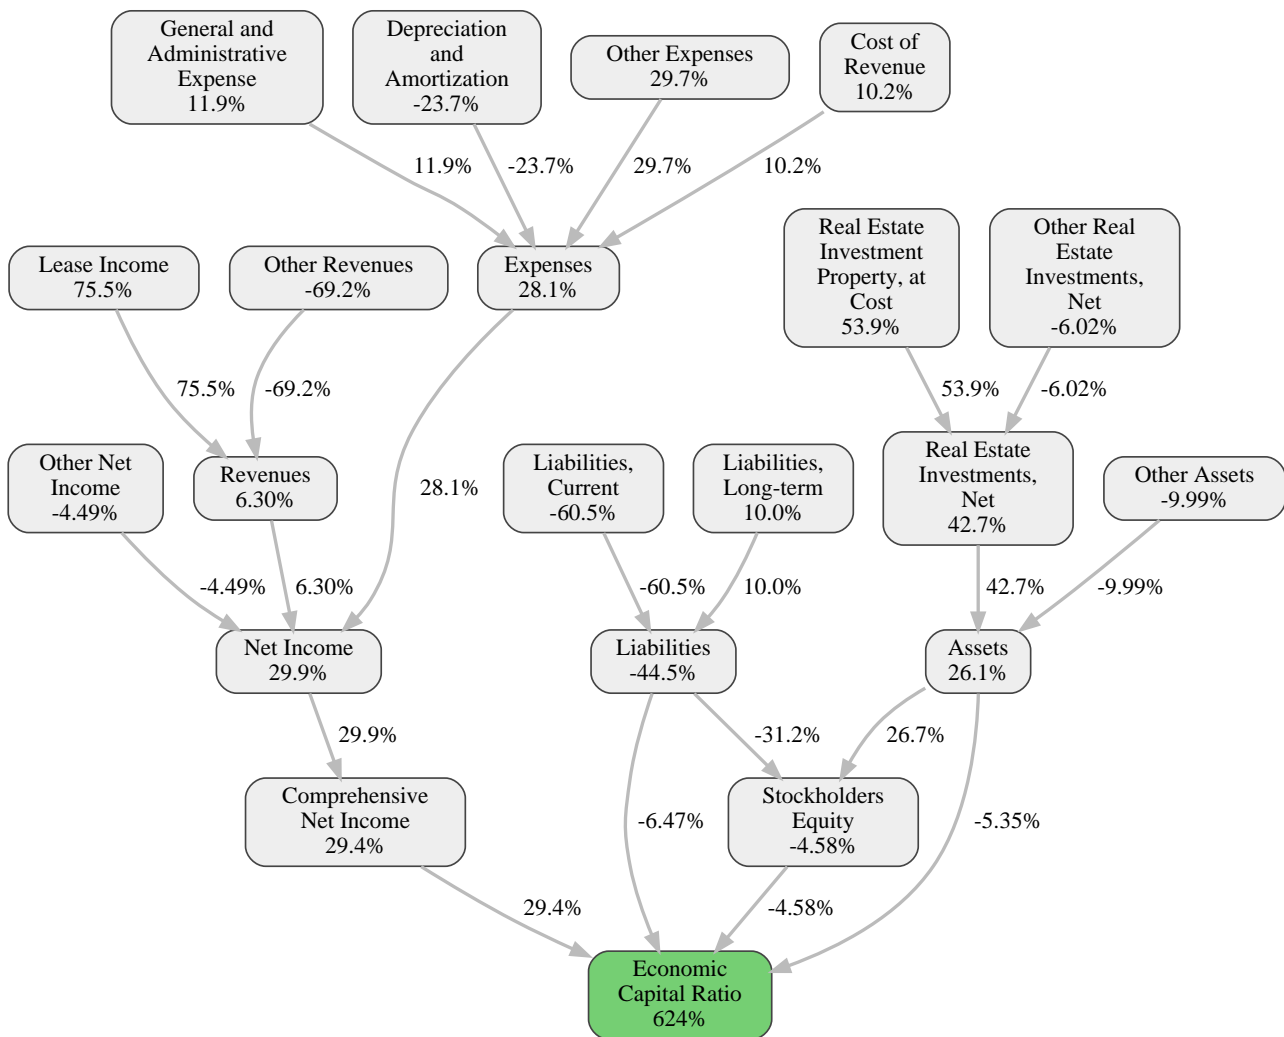 General and
Administrative
Expense
11.9%
Depreciation
and
Amortization
-23.7%
Other Expenses
29.7%
Cost of
Revenue
10.2%
11.9%
-23.7%
29.7%
10.2%
Lease Income
75.5%
Other Revenues
-69.2%
Expenses
28.1%
Real Estate
Investment
Property, at
Cost
53.9%
Other Real
Estate
Investments,
Net
-6.02%
75.5%
-69.2%
53.9%
-6.02%
Other Net
Income
-4.49%
Revenues
6.30%
28.1%
Liabilities,
Current
-60.5%
Liabilities,
Long-term
10.0%
Real Estate
Investments,
Net
42.7%
Other Assets
-9.99%
-4.49%
6.30%
-60.5%
10.0%
42.7%
-9.99%
Net Income
29.9%
Liabilities
-44.5%
Assets
26.1%
29.9%
-31.2%
26.7%
Comprehensive
Net Income
29.4%
-6.47%
Stockholders
Equity
-4.58%
-5.35%
29.4%
-4.58%
Economic
Capital Ratio
624%